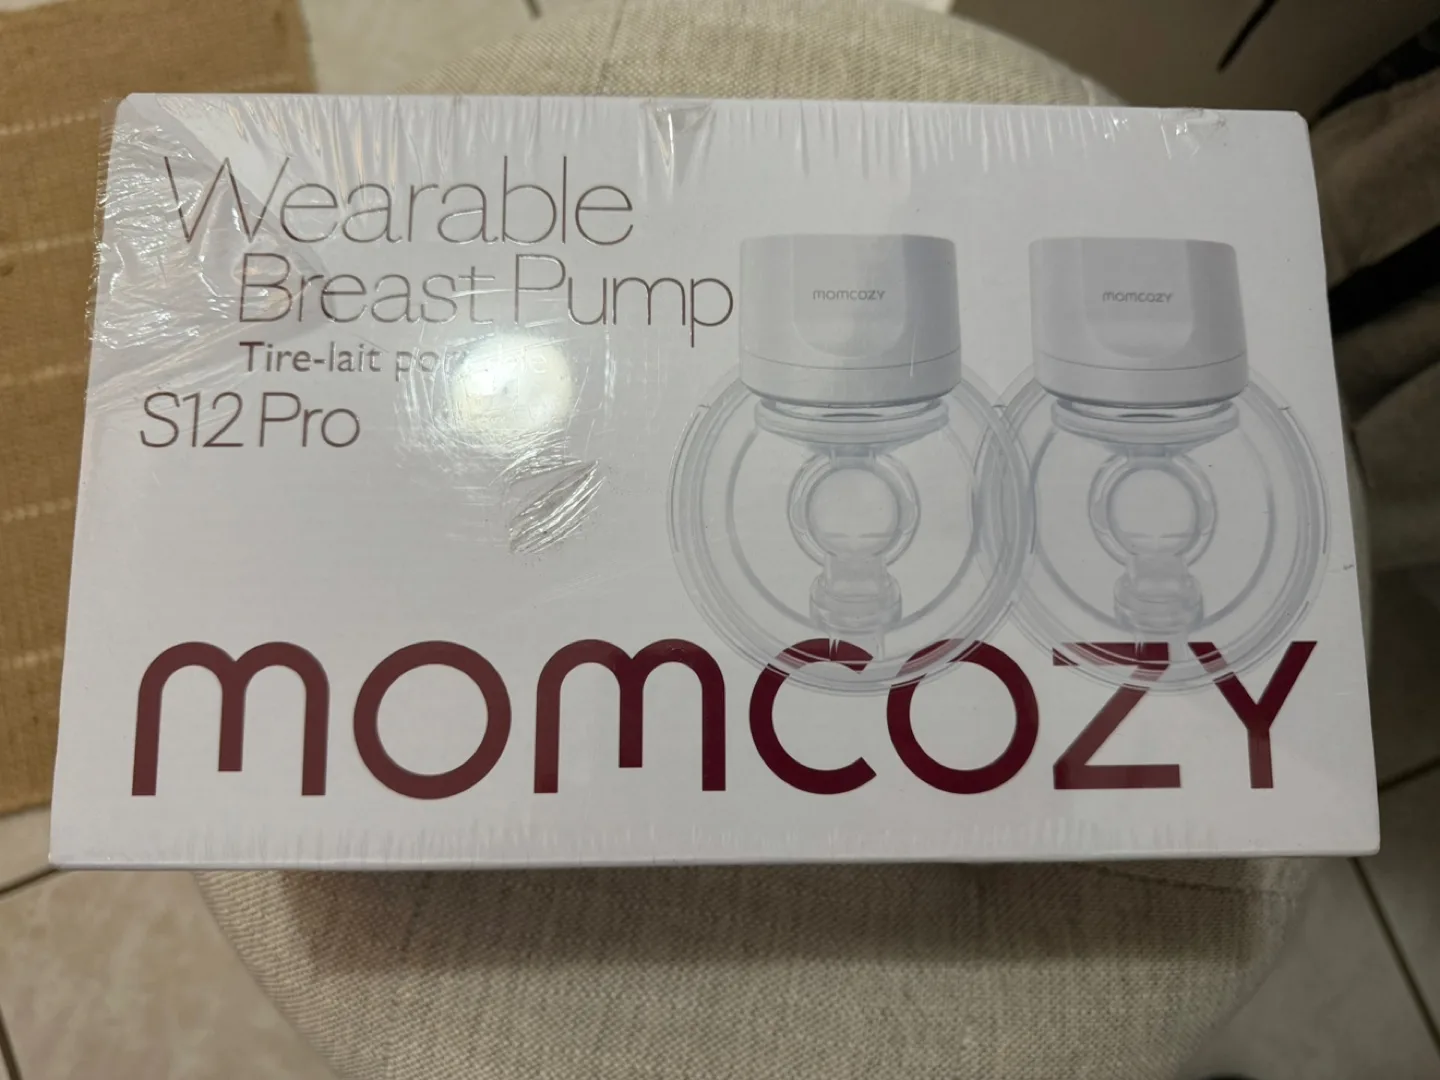 Wearable
Breast Pump
Tire-lait
S12 Pro
momcozy
momcozy
momcozy